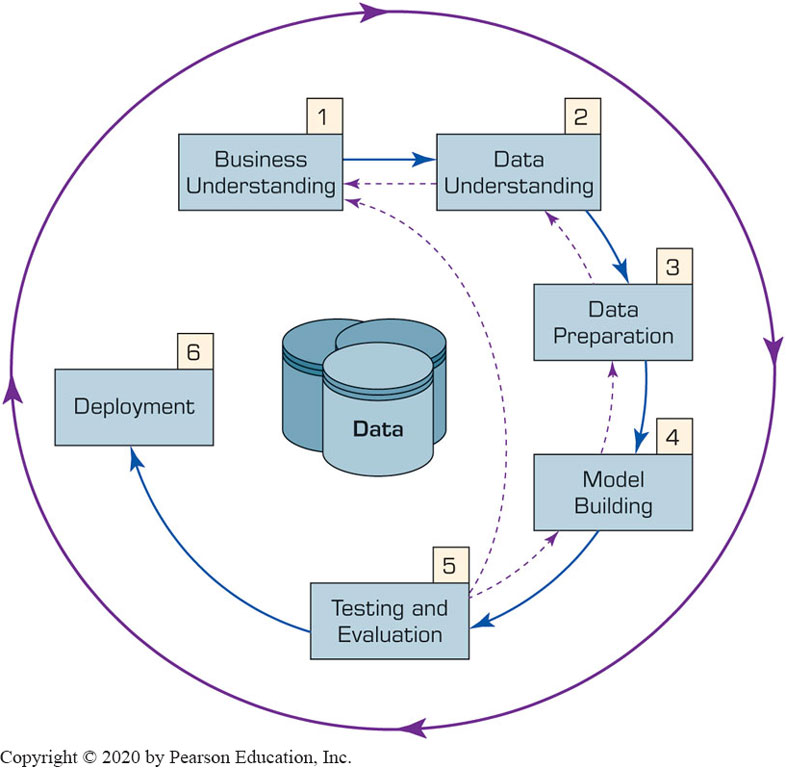 1
Business
Understanding
2
Data
Understanding
3
Data
Preparation
4
Model
Building
5
Testing and
Evaluation
6
Deployment
Data
Copyright © 2020 by Pearson Education, Inc.